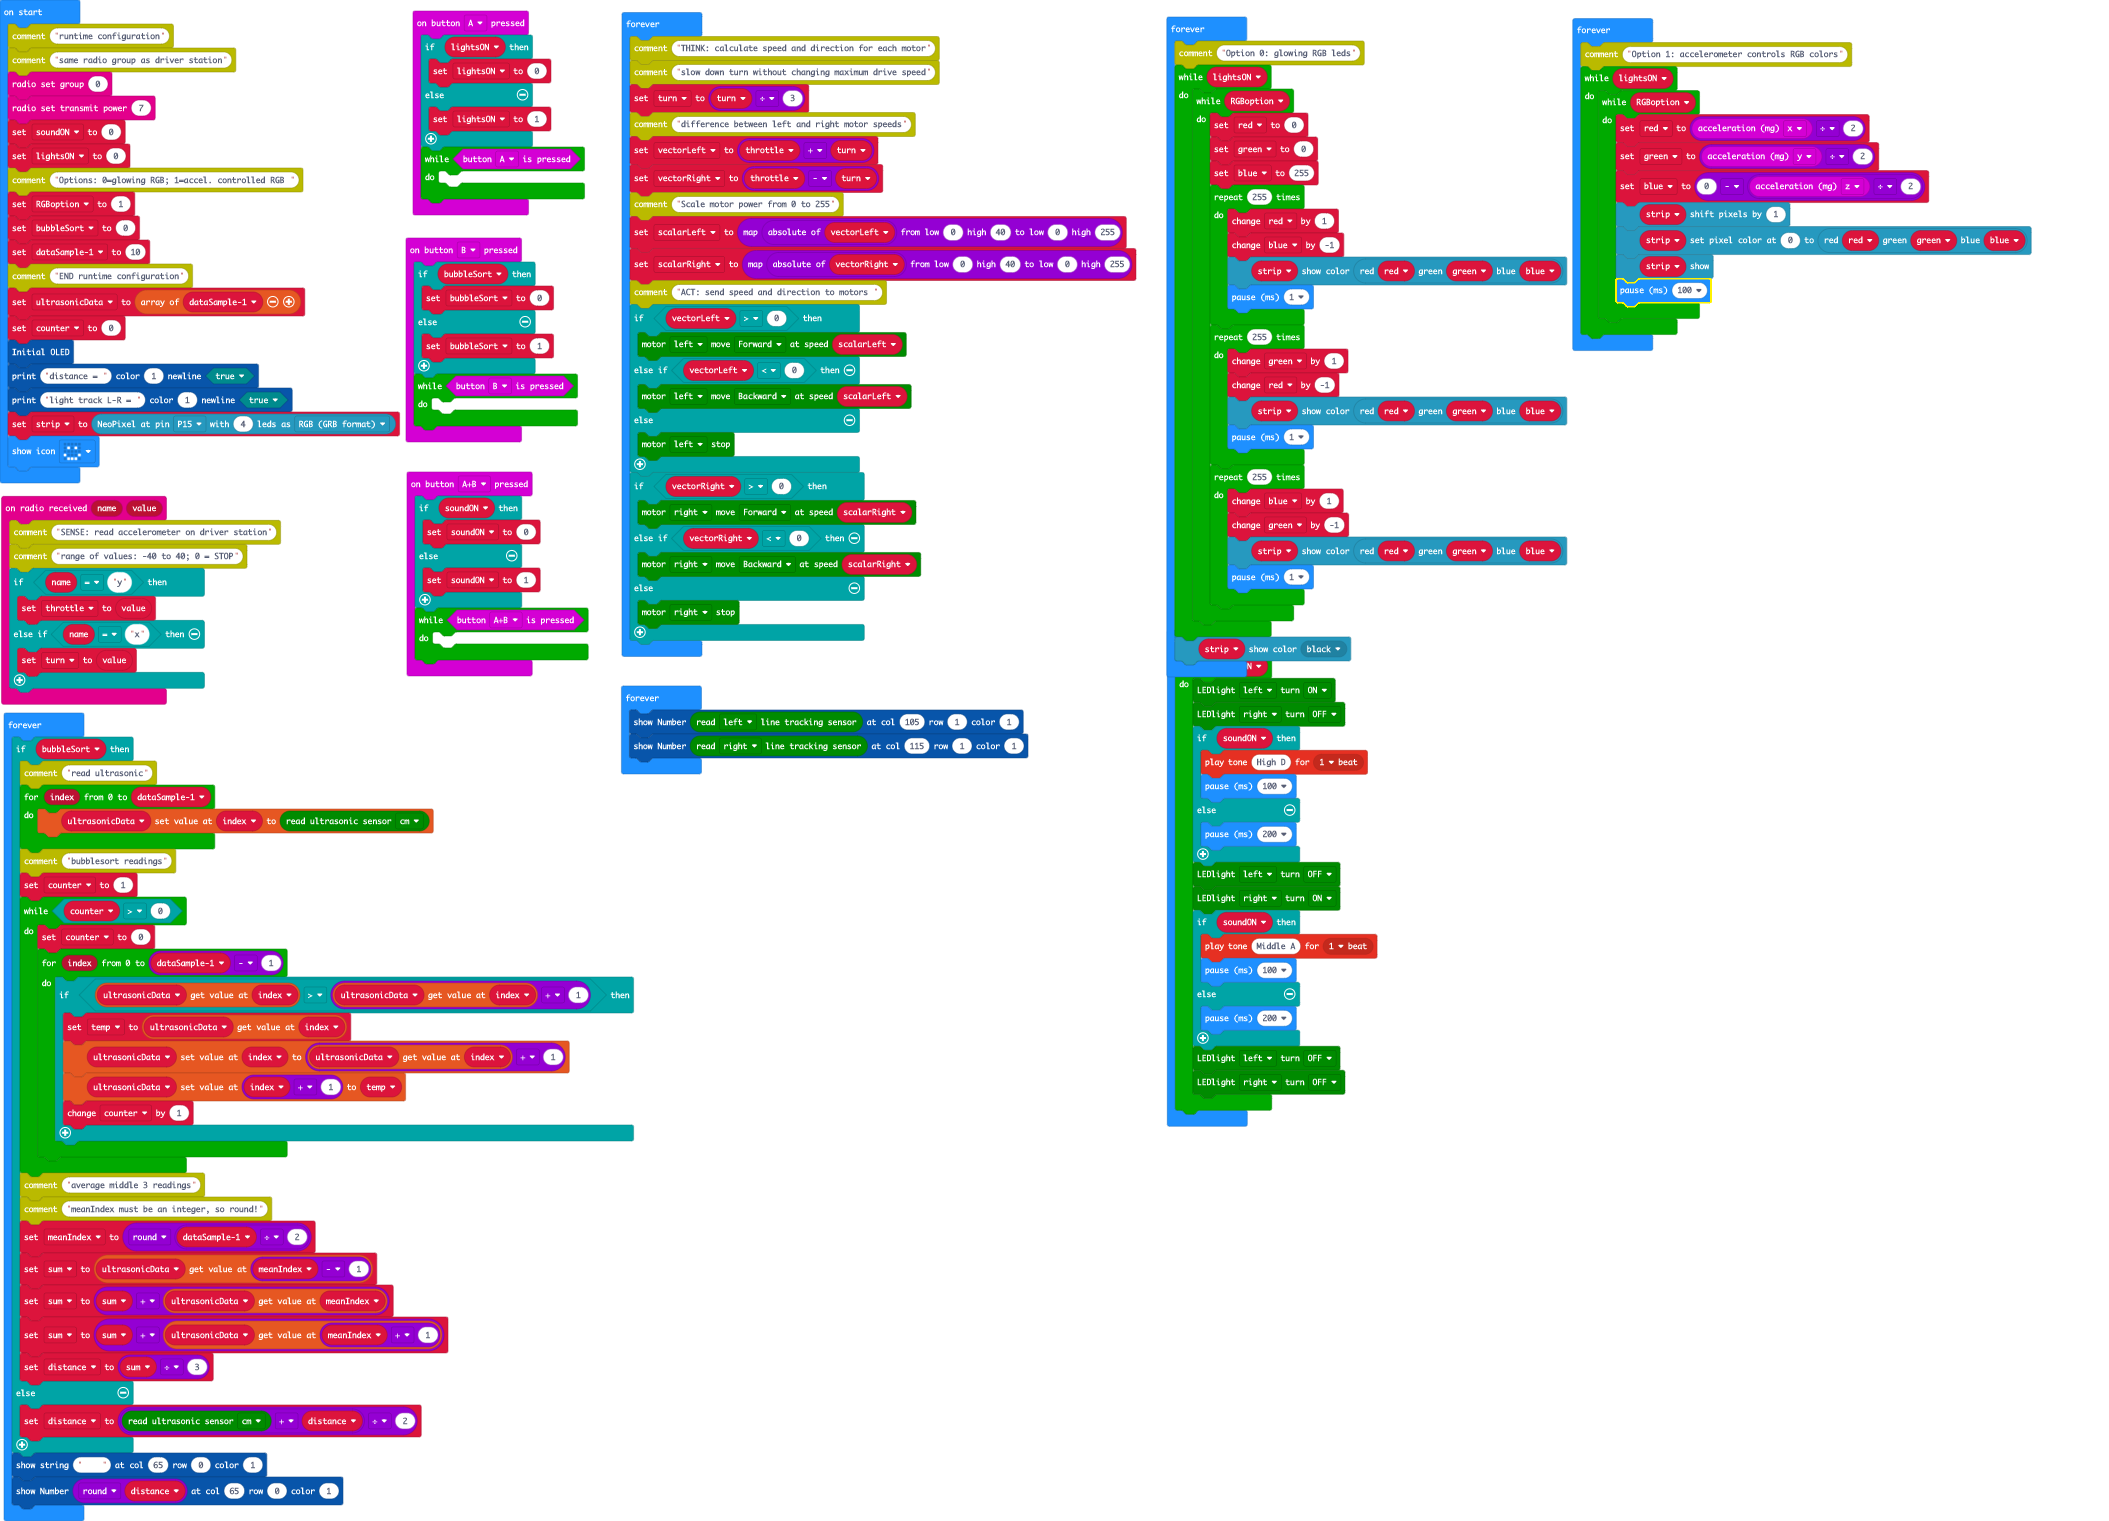 on start
comment "runtime configuration"
comment "same radio group as driver station"
radio set group 0
radio set transmit power 7
set soundON to 0
set lightsON to 0
comment "Options: 0=glowing RGB; 1=accel. controlled RGB "
set RGBoption to 1
set bubbleSort to 0
set dataSample-1 to 10
comment "END runtime configuration"
set ultrasonicData to array of dataSample-1
set counter to 0
Initial OLED
print "distance = " color 1 newline true
print "light track L-R = " color 1 newline true
set strip to NeoPixel at pin P15 with 4 leds as RGB (GRB format)
show icon
on radio received name value
comment "SENSE: read accelerometer on driver station"
comment "range of values: -40 to 40; 0 = STOP"
if name = "y" then
set throttle to value
else if name = "x" then
set turn to value
forever
if bubbleSort then
comment "read ultrasonic"
for index from 0 to dataSample-1
do ultrasonicData set value at index to read ultrasonic sensor cm
comment "bubblesort readings"
set counter to 1
while counter > 0
do set counter to 0
for index from 0 to dataSample-1 - 1
do
if ultrasonicData get value at index > ultrasonicData get value at index + 1 then
set temp to ultrasonicData get value at index
ultrasonicData set value at index to ultrasonicData get value at index + 1
ultrasonicData set value at index + 1 to temp
change counter by 1
comment "average middle 3 readings"
comment "meanIndex must be an integer, so round!"
set meanIndex to round dataSample-1 ÷ 2
set sum to ultrasonicData get value at meanIndex - 1
set sum to sum + ultrasonicData get value at meanIndex
set sum to sum + ultrasonicData get value at meanIndex + 1
set distance to sum ÷ 3
else
set distance to read ultrasonic sensor cm + distance ÷ 2
show string "    " at col 65 row 0 color 1
show Number round distance at col 65 row 0 color 1
on button A pressed
if lightsON then
set lightsON to 0
else
set lightsON to 1
while button A is pressed
do
on button B pressed
if bubbleSort then
set bubbleSort to 0
else
set bubbleSort to 1
while button B is pressed
do
on button A+B pressed
if soundON then
set soundON to 0
else
set soundON to 1
while button A+B is pressed
do
forever
comment "THINK: calculate speed and direction for each motor"
comment "slow down turn without changing maximum drive speed"
set turn to turn ÷ 3
comment "difference between left and right motor speeds"
set vectorLeft to throttle + turn
set vectorRight to throttle - turn
comment "Scale motor power from 0 to 255"
set scalarLeft to map absolute of vectorLeft from low 0 high 40 to low 0 high 255
set scalarRight to map absolute of vectorRight from low 0 high 40 to low 0 high 255
comment "ACT: send speed and direction to motors "
if vectorLeft > 0 then
motor left move Forward at speed scalarLeft
else if vectorLeft < 0 then
motor left move Backward at speed scalarLeft
else
motor left stop
if vectorRight > 0 then
motor right move Forward at speed scalarRight
else if vectorRight < 0 then
motor right move Backward at speed scalarRight
else
motor right stop
forever
show Number read left line tracking sensor at col 105 row 1 color 1
show Number read right line tracking sensor at col 115 row 1 color 1
forever
comment "Option 0: glowing RGB leds"
while lightsON
do while RGBoption
do set red to 0
set green to 0
set blue to 255
repeat 255 times
do change red by 1
change blue by -1
strip show color red red green green blue blue
pause (ms) 1
repeat 255 times
do change green by 1
change red by -1
strip show color red red green green blue blue
pause (ms) 1
repeat 255 times
do change blue by 1
change green by -1
strip show color red red green green blue blue
pause (ms) 1
strip show color black
N
do LEDlight left turn ON
LEDlight right turn OFF
if soundON then
play tone High D for 1 beat
pause (ms) 100
else
pause (ms) 200
LEDlight left turn OFF
LEDlight right turn ON
if soundON then
play tone Middle A for 1 beat
pause (ms) 100
else
pause (ms) 200
LEDlight left turn OFF
LEDlight right turn OFF
forever
comment "Option 1: accelerometer controls RGB colors"
while lightsON
do while RGBoption
do set red to acceleration (mg) x ÷ 2
set green to acceleration (mg) y ÷ 2
set blue to 0 - acceleration (mg) z ÷ 2
strip shift pixels by 1
strip set pixel color at 0 to red red green green blue blue
strip show
pause (ms) 100